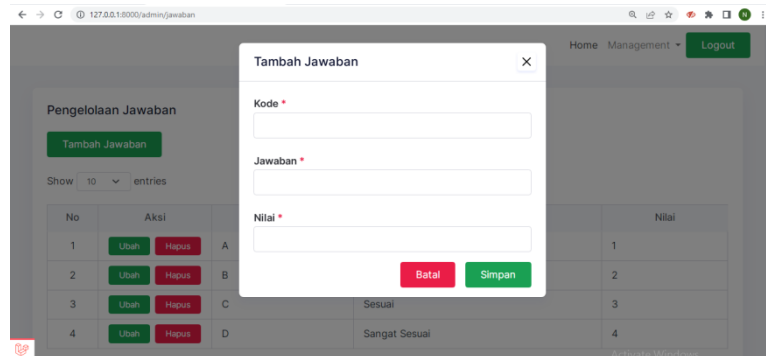 127.0.0.1:8000/admin/jawaban
N
Home Management Logout
Tambah Jawaban
Kode *
Jawaban *
Nilai *
Batal Simpan
Pengelolaan Jawaban
Tambah Jawaban
Show 10 entries
No Aksi Nilai
1 Ubah Hapus A 1
2 Ubah Hapus B 2
3 Ubah Hapus C Sesuai 3
4 Ubah Hapus D Sangat Sesuai 4
Activate Windows